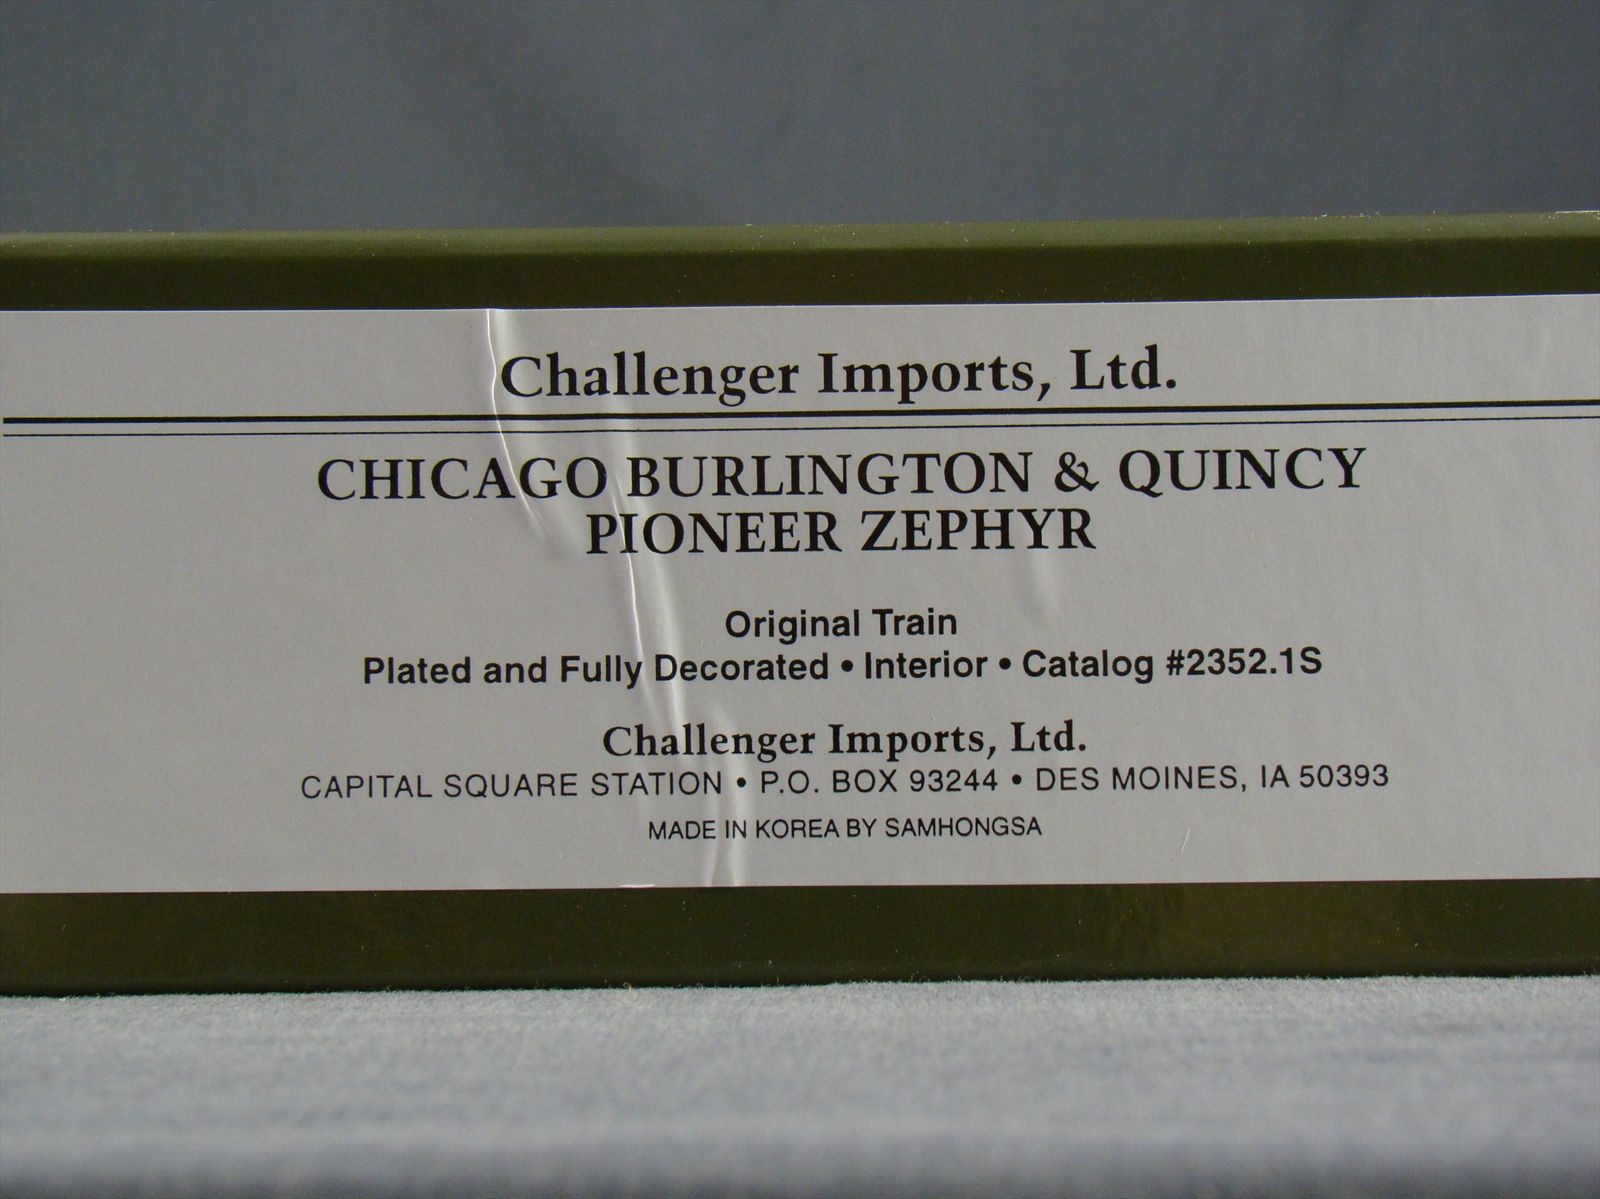 Challenger Imports, Ltd.
CHICAGO BURLINGTON & QUINCY
PIONEER ZEPHYR
Original Train
Plated and Fully Decorated • Interior • Catalog #2352.1S
Challenger Imports, Ltd.
CAPITAL SQUARE STATION • P.O. BOX 93244 • DES MOINES, IA 50393
MADE IN KOREA BY SAMHONGSA